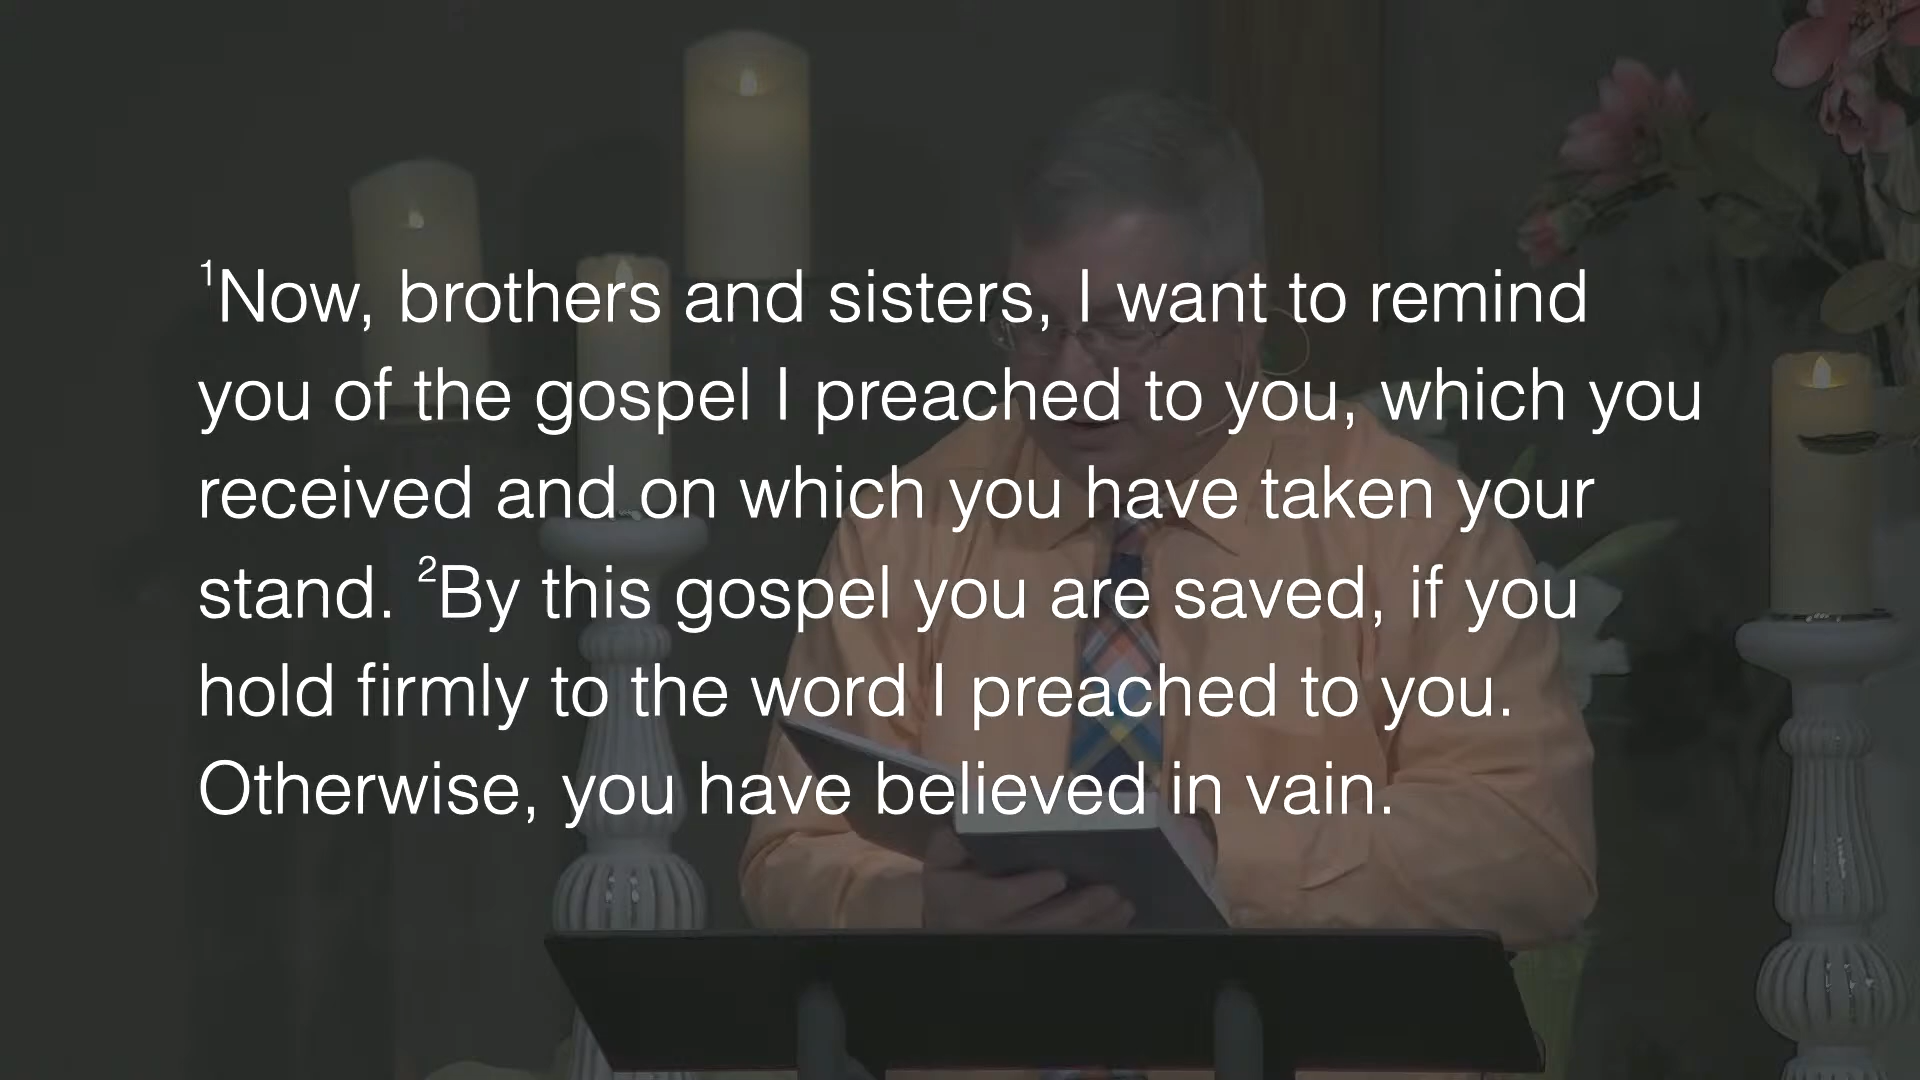 ¹Now, brothers and sisters, I want to remind
you of the gospel I preached to you, which you
received and on which you have taken your
stand. ²By this gospel you are saved, if you
hold firmly to the word I preached to you.
Otherwise, you have believed in vain.